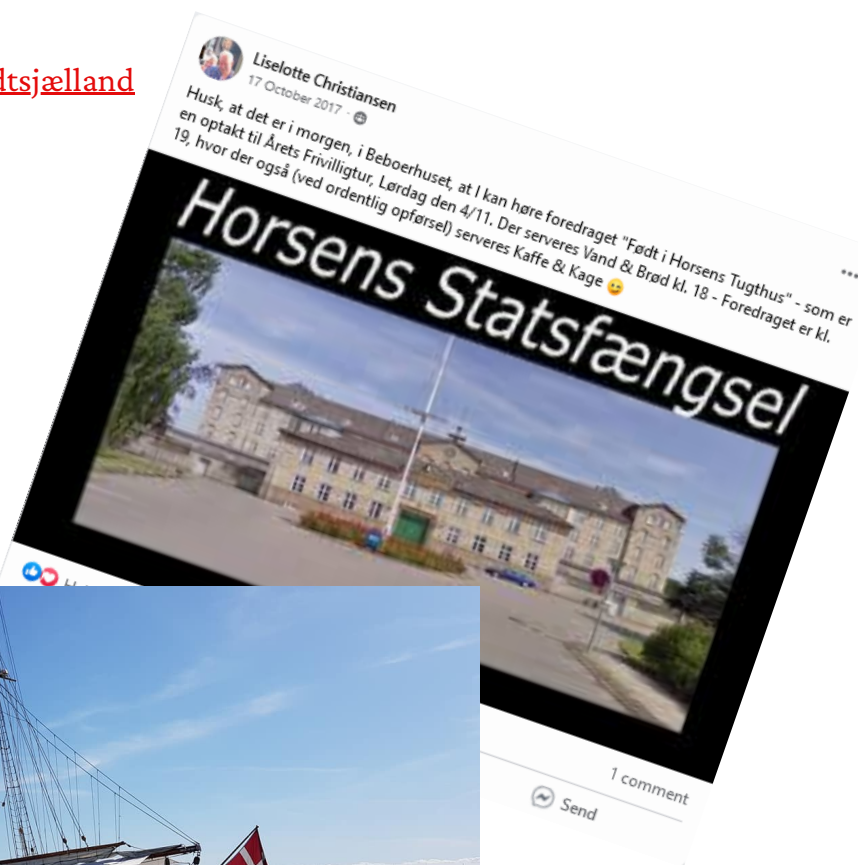 dtsjælland
Liselotte Christiansen
17 October 2017
Husk, at det er i morgen, i Beboerhuset, at I kan høre foredraget "Født i Horsens Tugthus" - som er
en optakt til Årets Frivilligtur, Lørdag den 4/11. Der serveres Vand & Brød kl. 18 - Foredraget er kl.
19, hvor der også (ved ordentlig opførsel) serveres Kaffe & Kage
Horsens Statsfængsel
1 comment
Send